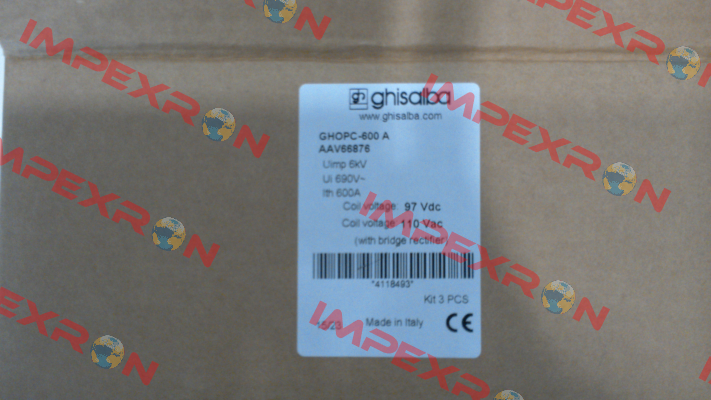 IMPEXRON
IMPEXRON
IMPEXRON
IMPEXRON
IMPEXRON
IMPEXRON
IMPEXRON
ghisalba
www.ghisalba.com
GHOPC-600 A
AAV66876
Uimp 6kV
Ui 690V~
Ith 600A
Coil voltage: 97 Vdc
Coil voltage: 110 Vac
(with bridge rectifier)
*4118493*
Kit 3 PCS
Made in Italy CE